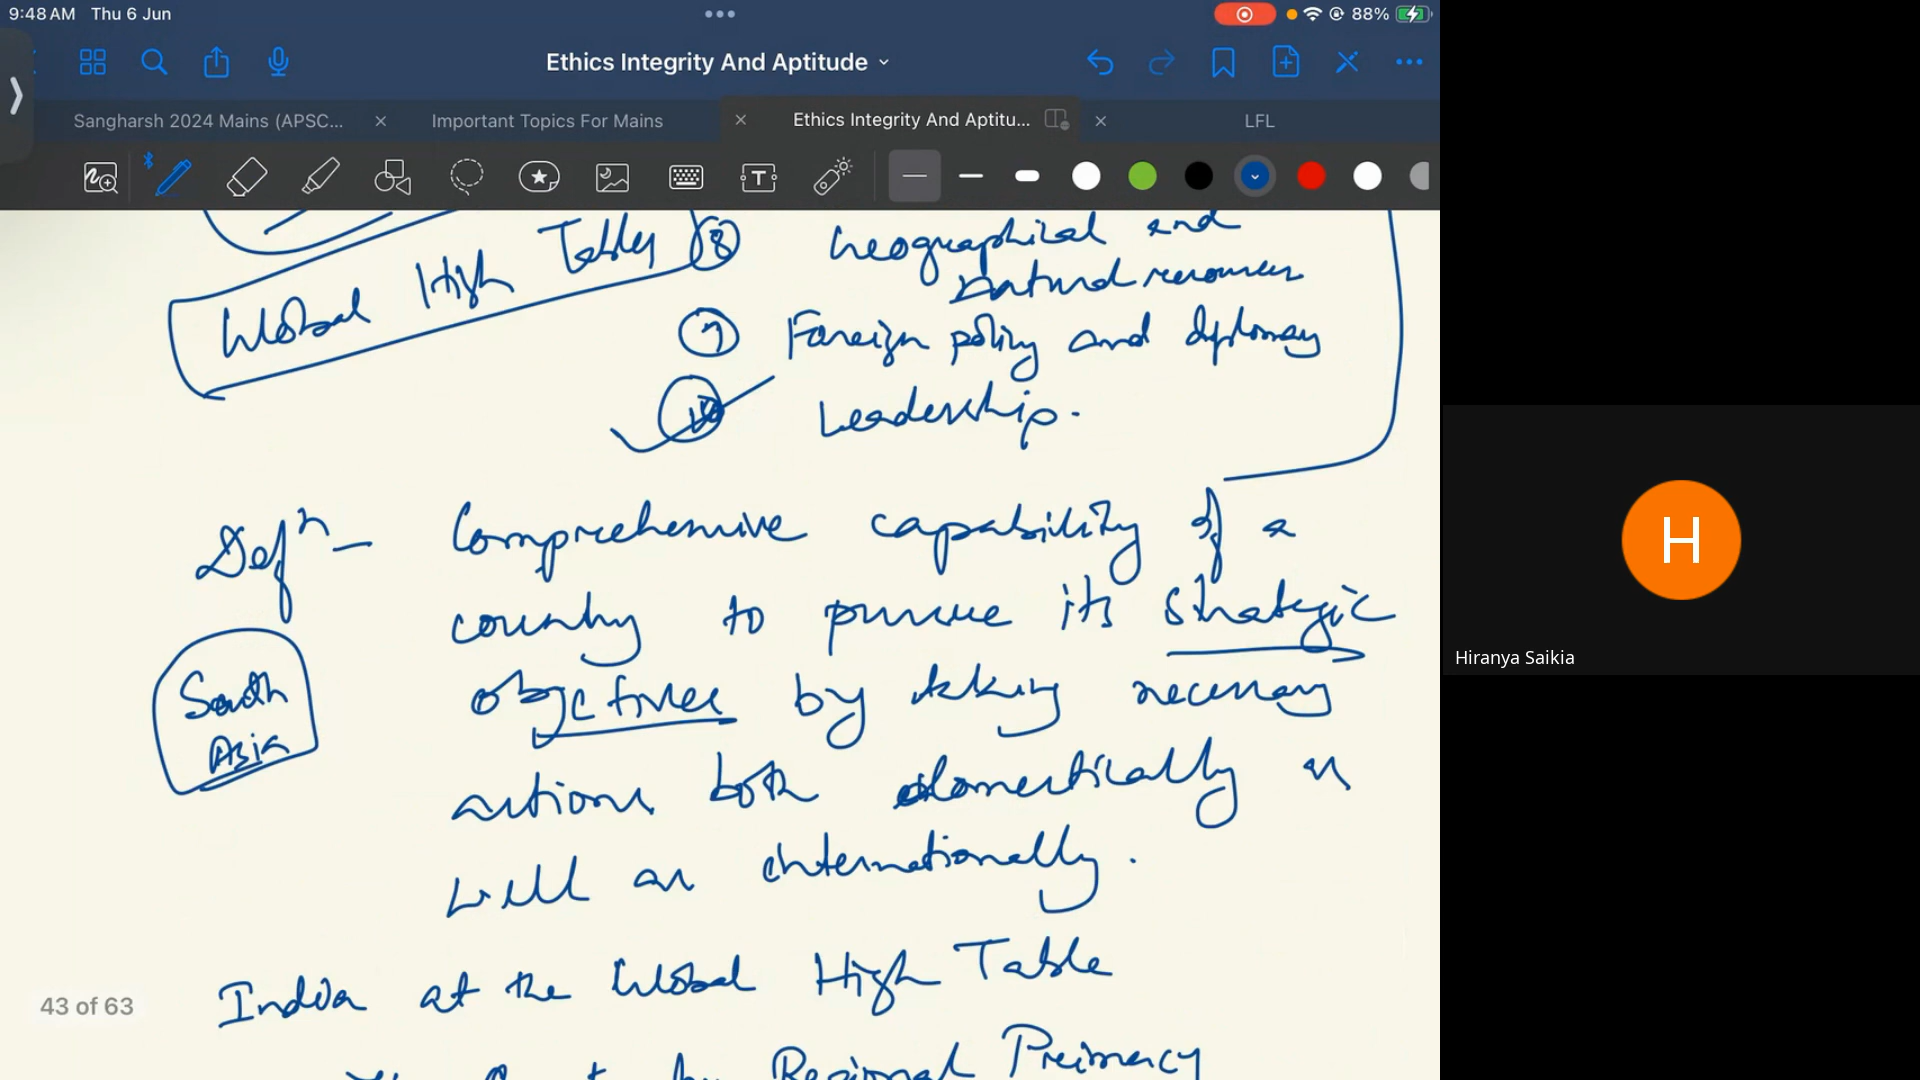 9:48 AM Thu 6 Jun
88%
Ethics Integrity And Aptitude
Sangharsh 2024 Mains (APSC...
Important Topics For Mains
Ethics Integrity And Aptitu...
LFL
T
Global High Table
8 Geographical and
natural resources
9 Foreign policy and diplomacy
10 Leadership.
Defn - Comprehensive capability of a
country to pursue its strategic
objectives by taking necessary
actions both domestically as
well as internationally.
South
Asia
India at the Global High Table
Regional Primacy
43 of 63
H
Hiranya Saikia